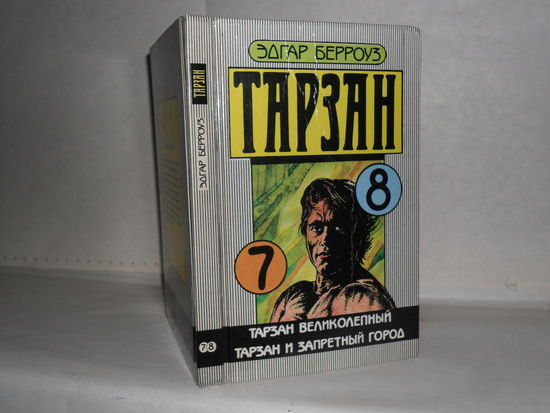 ЭДГАР БЕРРОУЗ
ТАРЗАН
8
7
ТАРЗАН ВЕЛИКОЛЕПНЫЙ
ТАРЗАН И ЗАПРЕТНЫЙ ГОРОД
ЭДГАР БЕРРОУЗ ТАРЗАН
7/8